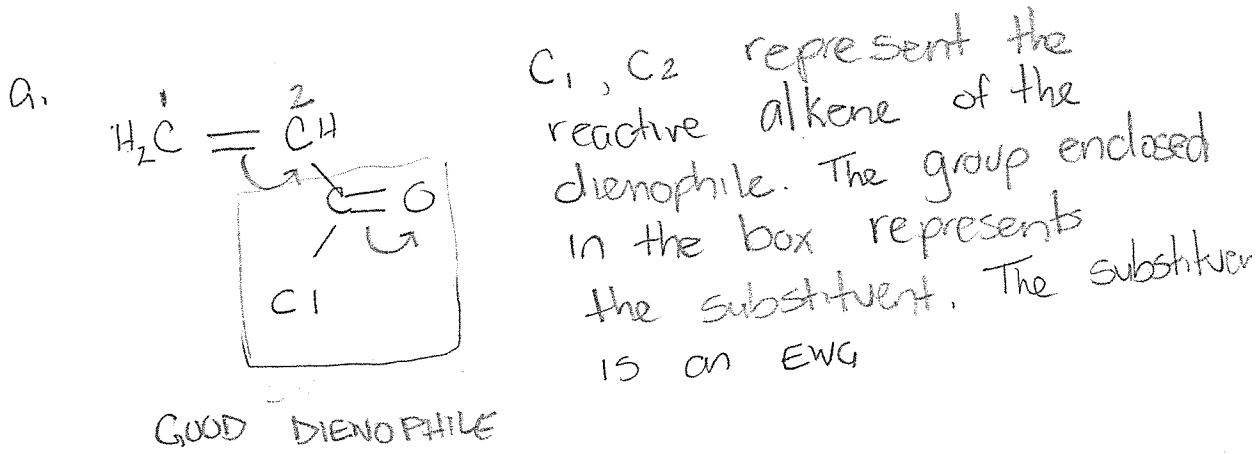 a.
1 2
H₂C = CH
C = O
Cl
GOOD DIENOPHILE
C₁, C₂ represent the
reactive alkene of the
dienophile. The group enclosed
in the box represents
the substituent. The substituen
is an EWG